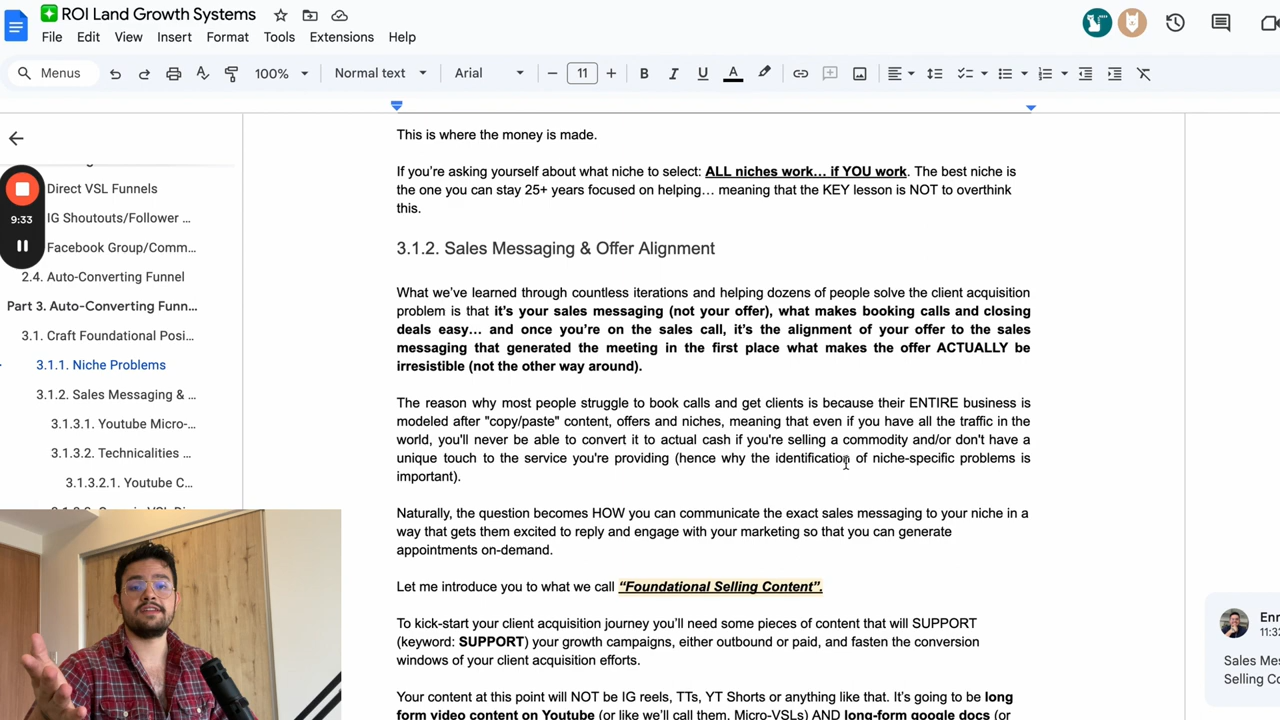 ROI Land Growth Systems
File Edit View Insert Format Tools Extensions Help
Menus 100% Normal text Arial 11 B I U A
Direct VSL Funnels
IG Shoutouts/Follower ...
Facebook Group/Comm...
2.4. Auto-Converting Funnel
Part 3. Auto-Converting Funn...
3.1. Craft Foundational Posi...
3.1.1. Niche Problems
3.1.2. Sales Messaging & ...
3.1.3.1. Youtube Micro-...
3.1.3.2. Technicalities ...
3.1.3.2.1. Youtube C...
9:33
This is where the money is made.
If you're asking yourself about what niche to select: ALL niches work... if YOU work. The best niche is
the one you can stay 25+ years focused on helping... meaning that the KEY lesson is NOT to overthink
this.
3.1.2. Sales Messaging & Offer Alignment
What we've learned through countless iterations and helping dozens of people solve the client acquisition
problem is that it's your sales messaging (not your offer), what makes booking calls and closing
deals easy... and once you're on the sales call, it's the alignment of your offer to the sales
messaging that generated the meeting in the first place what makes the offer ACTUALLY be
irresistible (not the other way around).
The reason why most people struggle to book calls and get clients is because their ENTIRE business is
modeled after "copy/paste" content, offers and niches, meaning that even if you have all the traffic in the
world, you'll never be able to convert it to actual cash if you're selling a commodity and/or don't have a
unique touch to the service you're providing (hence why the identification of niche-specific problems is
important).
Naturally, the question becomes HOW you can communicate the exact sales messaging to your niche in a
way that gets them excited to reply and engage with your marketing so that you can generate
appointments on-demand.
Let me introduce you to what we call “Foundational Selling Content”.
To kick-start your client acquisition journey you'll need some pieces of content that will SUPPORT
(keyword: SUPPORT) your growth campaigns, either outbound or paid, and fasten the conversion
windows of your client acquisition efforts.
Your content at this point will NOT be IG reels, TTs, YT Shorts or anything like that. It's going to be long
form video content on Youtube (or like we'll call them, Micro-VSLs) AND long-form google docs (or
Enr
11:32
Sales Mes
Selling Co